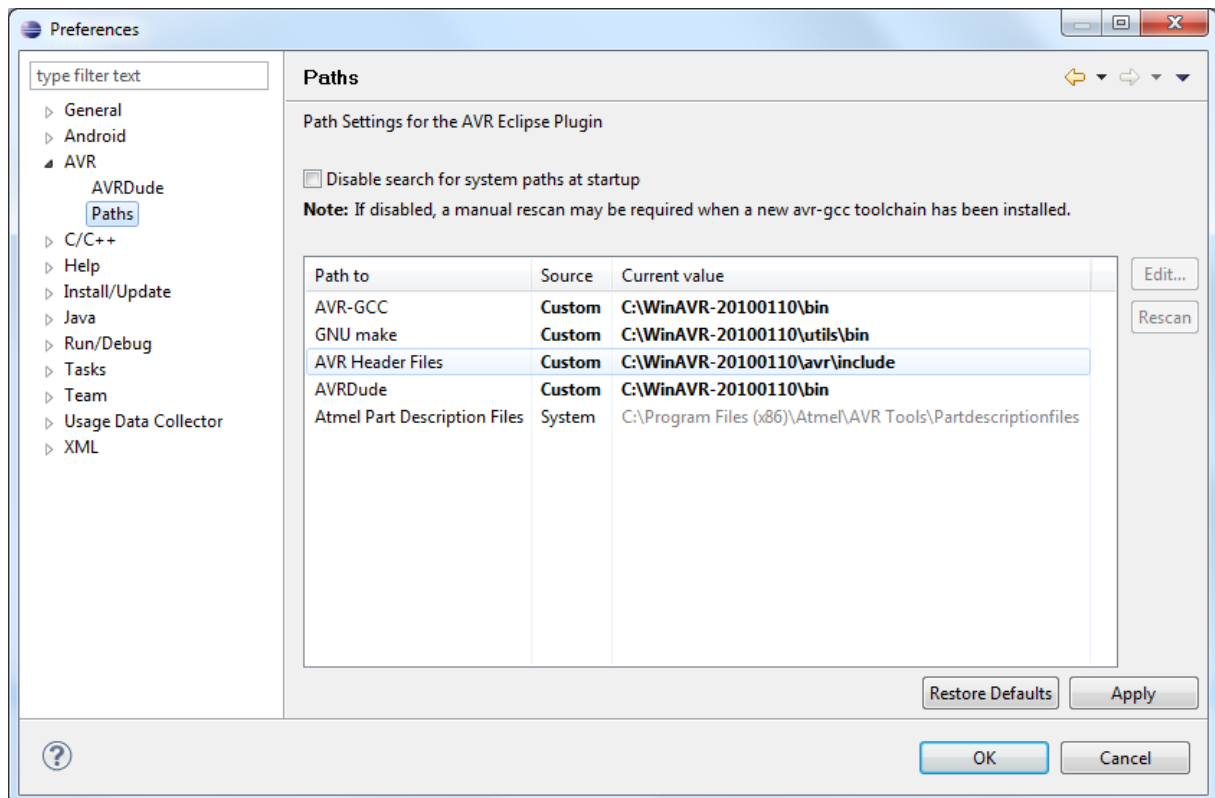 Preferences
type filter text
General
Android
AVR
AVRDude
Paths
C/C++
Help
Install/Update
Java
Run/Debug
Tasks
Team
Usage Data Collector
XML
Paths
Path Settings for the AVR Eclipse Plugin
Disable search for system paths at startup
Note: If disabled, a manual rescan may be required when a new avr-gcc toolchain has been installed.
Path to Source Current value
AVR-GCC Custom C:\WinAVR-20100110\bin
GNU make Custom C:\WinAVR-20100110\utils\bin
AVR Header Files Custom C:\WinAVR-20100110\avr\include
AVRDude Custom C:\WinAVR-20100110\bin
Atmel Part Description Files System C:\Program Files (x86)\Atmel\AVR Tools\Partdescriptionfiles
Edit...
Rescan
Restore Defaults Apply
? OK Cancel